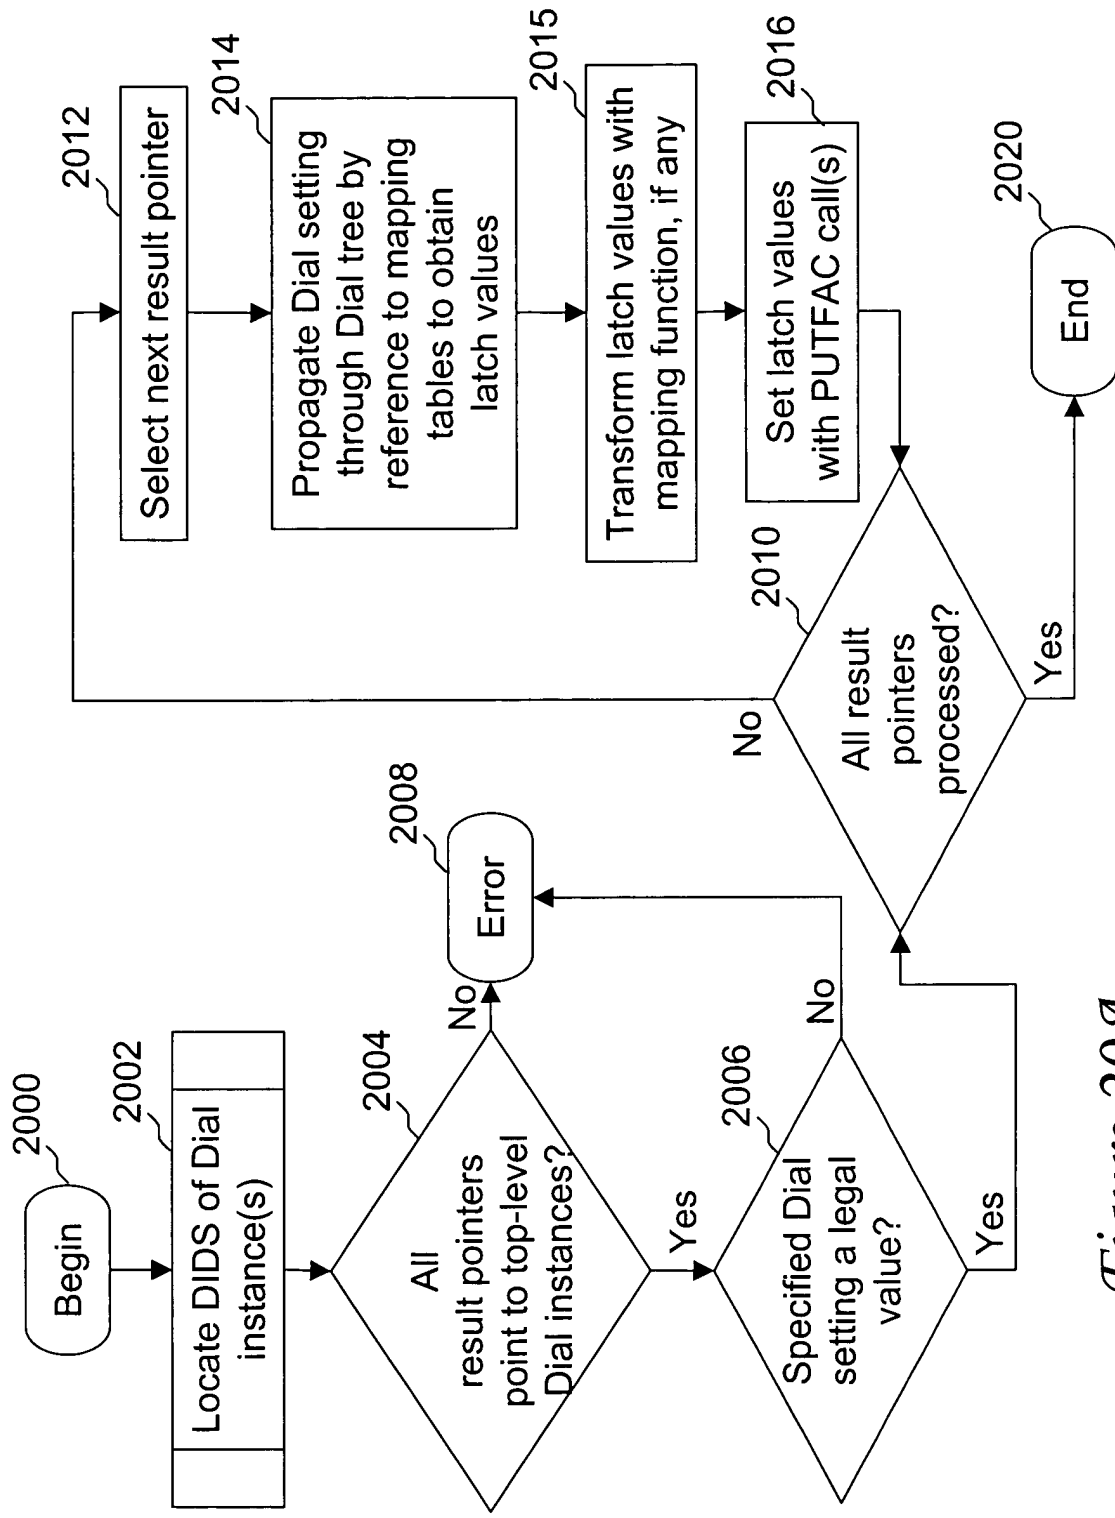 2000
Begin
2002
Locate DIDS of Dial
instance(s)
2004
All
result pointers
point to top-level
Dial instances?
No
Yes
2008
Error
2006
Specified Dial
setting a legal
value?
No
Yes
2010
All result
pointers
processed?
No
Yes
2012
Select next result pointer
2014
Propagate Dial setting
through Dial tree by
reference to mapping
tables to obtain
latch values
2015
Transform latch values with
mapping function, if any
2016
Set latch values
with PUTFAC call(s)
2020
End